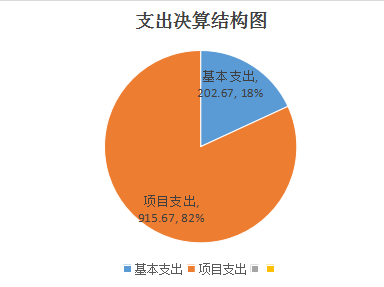 支出决算结构图
基本支出,
202.67, 18%
项目支出,
915.67, 82%
基本支出 项目支出